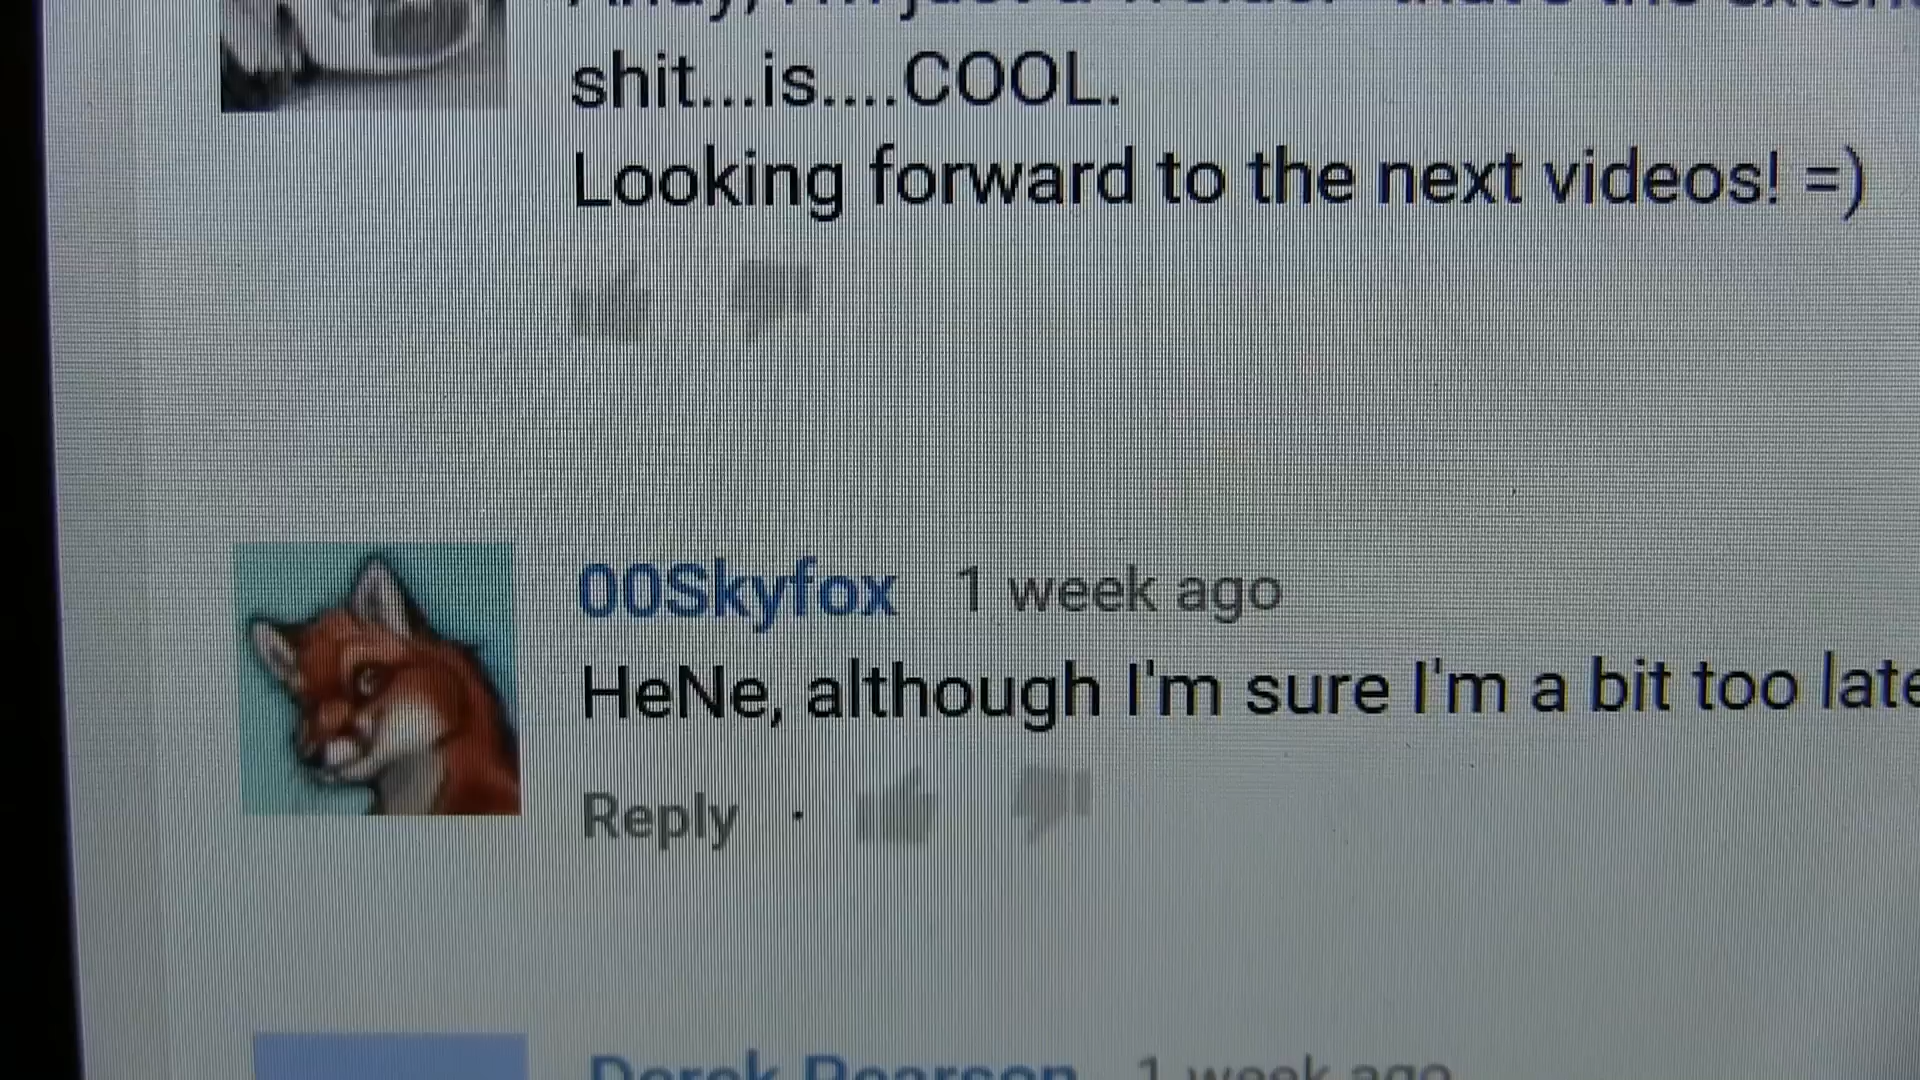 shit...is....COOL.
Looking forward to the next videos! =)
00Skyfox 1 week ago
HeNe, although I'm sure I'm a bit too late
Reply ·
Derek Pearson 1 week ago